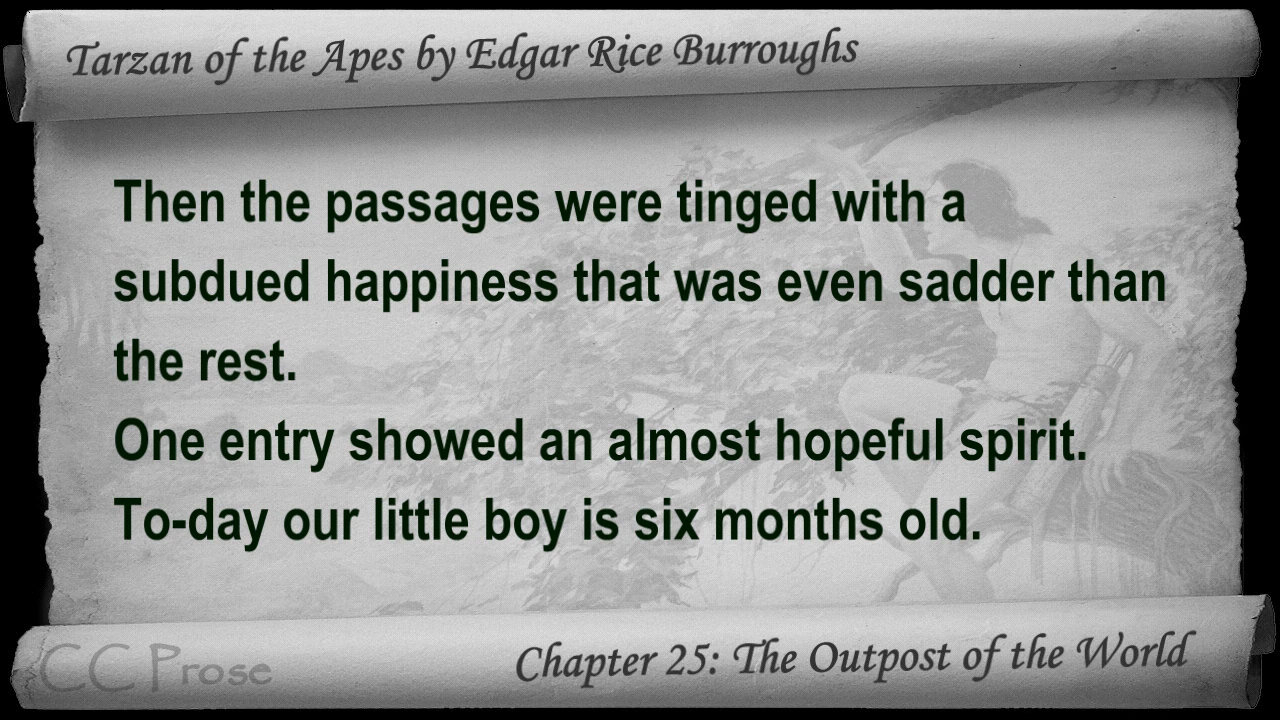 Tarzan of the Apes by Edgar Rice Burroughs
Then the passages were tinged with a
subdued happiness that was even sadder than
the rest.
One entry showed an almost hopeful spirit.
To-day our little boy is six months old.
CC Prose
Chapter 25: The Outpost of the World